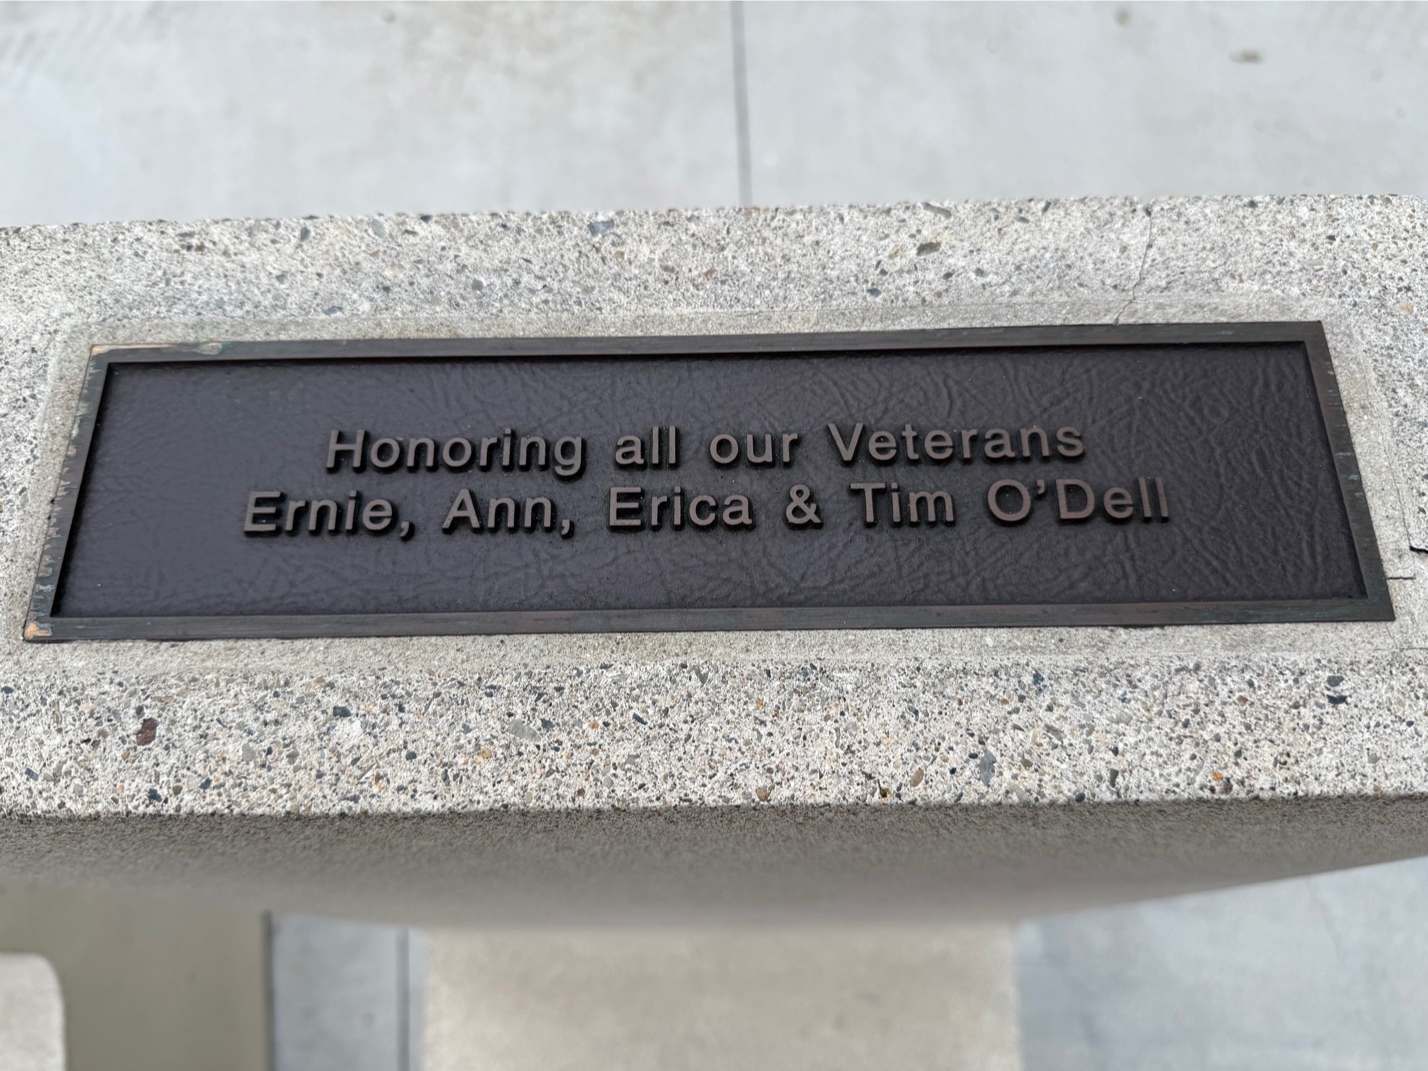 Honoring all our Veterans
Ernie, Ann, Erica & Tim O'Dell